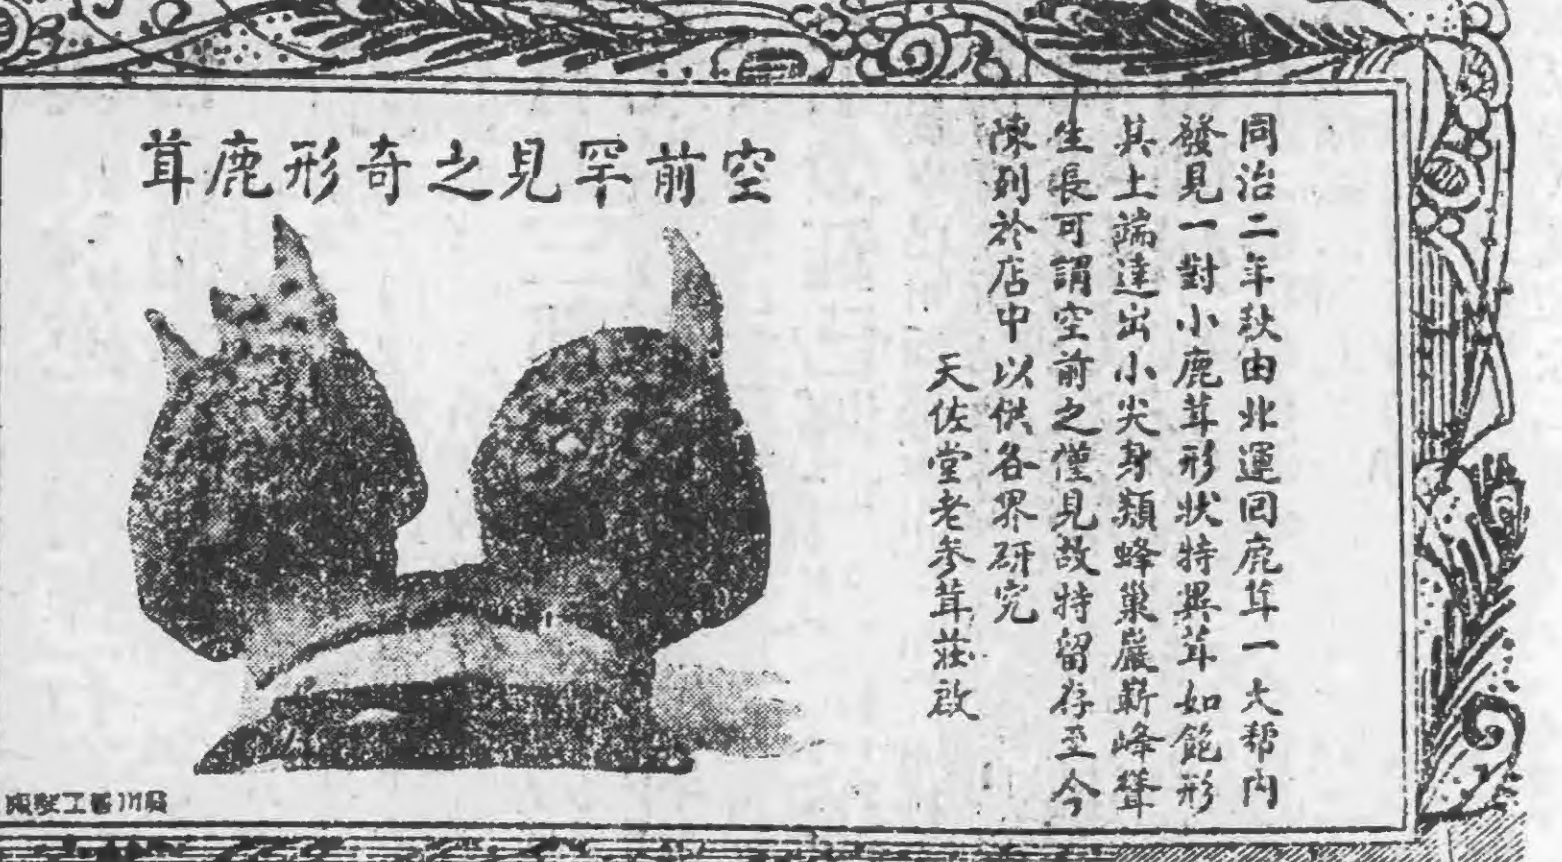 空前罕見之奇形鹿茸
同治二年秋由北運回鹿茸一大帮内
發見一對小鹿茸形狀特異茸如飽形
其上端達出小尖身類蜂巢巖嶄峰聳
生長可謂空前之僅見故特留存至今
陳列於店中以供各界研究
天佐堂老参茸莊啟